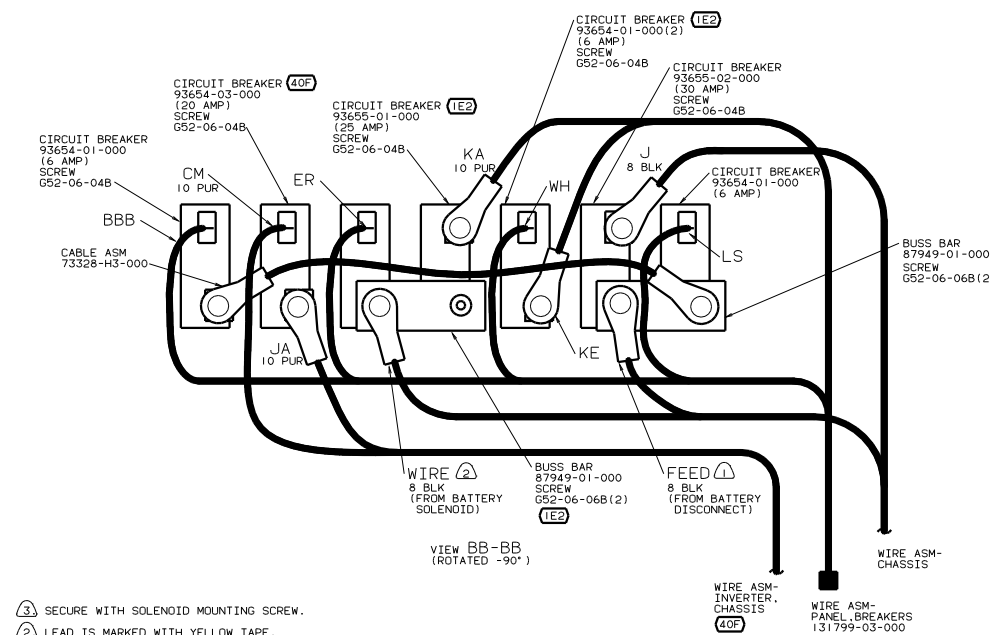 CIRCUIT BREAKER 1E2
93654-01-000(2)
(6 AMP)
SCREW
G52-06-04B
CIRCUIT BREAKER 40F
93654-03-000
(20 AMP)
SCREW
G52-06-04B
CIRCUIT BREAKER 1E2
93655-01-000
(25 AMP)
SCREW
G52-06-04B
CIRCUIT BREAKER
93655-02-000
(30 AMP)
SCREW
G52-06-04B
CIRCUIT BREAKER
93654-01-000
(6 AMP)
SCREW
G52-06-04B
CM
10 PUR
ER
KA
10 PUR
WH
J
8 BLK
CIRCUIT BREAKER
93654-01-000
(6 AMP)
BBB
CABLE ASM
73328-H3-000
LS
BUSS BAR
87949-01-000
SCREW
G52-06-06B(2
JA
10 PUR
KE
WIRE 2
8 BLK
(FROM BATTERY
SOLENOID)
BUSS BAR
87949-01-000
SCREW
G52-06-06B(2)
1E2
FEED 1
8 BLK
(FROM BATTERY
DISCONNECT)
VIEW BB-BB
(ROTATED -90°)
WIRE ASM-
CHASSIS
WIRE ASM-
INVERTER,
CHASSIS
40F
WIRE ASM-
PANEL,BREAKERS
131799-03-000
3 SECURE WITH SOLENOID MOUNTING SCREW.
2 LEAD IS MARKED WITH YELLOW TAPE.